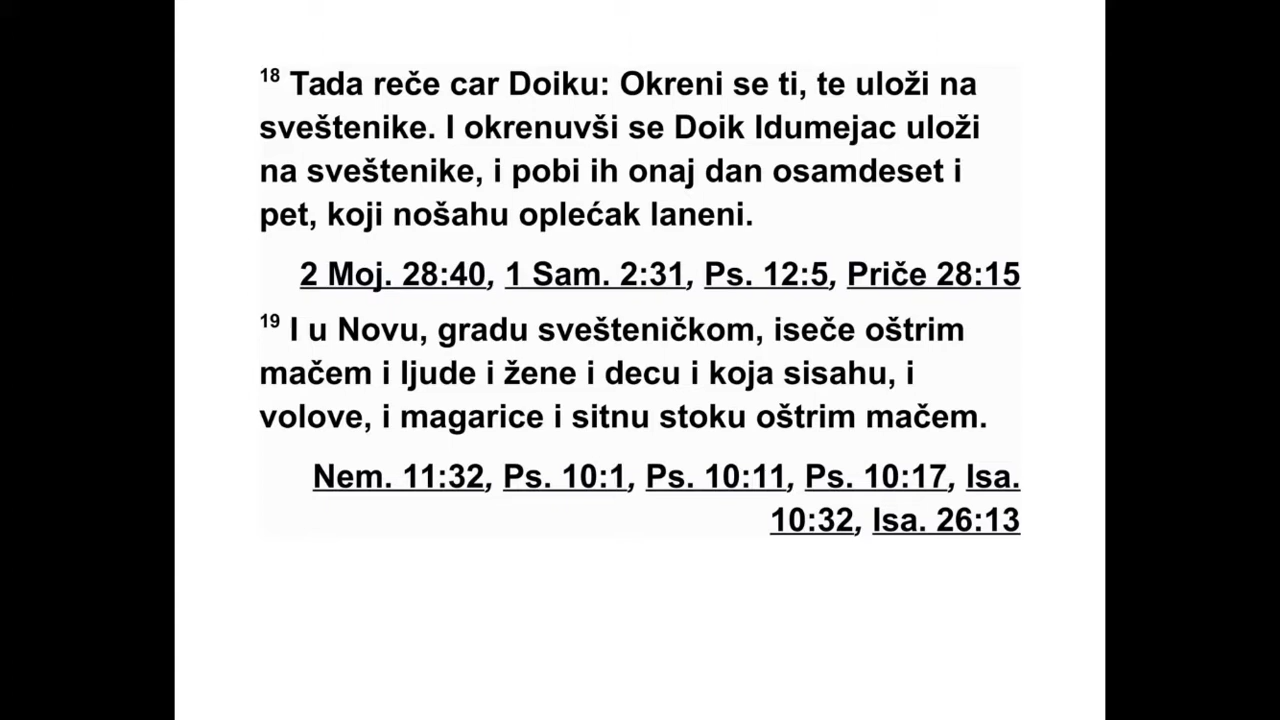 18 Tada reče car Doiku: Okreni se ti, te uloži na
sveštenike. I okrenuvši se Doik Idumejac uloži
na sveštenike, i pobi ih onaj dan osamdeset i
pet, koji nošahu oplećak laneni.
2 Moj. 28:40, 1 Sam. 2:31, Ps. 12:5, Priče 28:15
19 I u Novu, gradu svešteničkom, iseče oštrim
mačem i ljude i žene i decu i koja sisahu, i
volove, i magarice i sitnu stoku oštrim mačem.
Nem. 11:32, Ps. 10:1, Ps. 10:11, Ps. 10:17, Isa.
10:32, Isa. 26:13